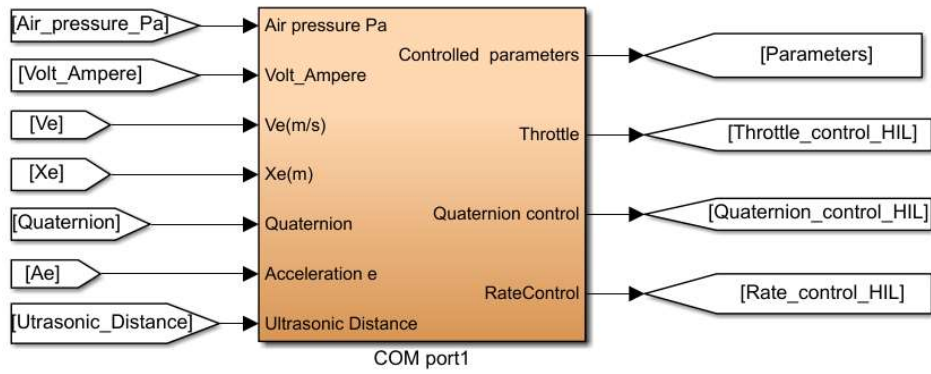 [Air_pressure_Pa]
[Volt_Ampere]
[Ve]
[Xe]
[Quaternion]
[Ae]
[Utrasonic_Distance]
Air pressure Pa
Volt_Ampere
Ve(m/s)
Xe(m)
Quaternion
Acceleration e
Ultrasonic Distance
Controlled parameters
Throttle
Quaternion control
RateControl
COM port1
[Parameters]
[Throttle_control_HIL]
[Quaternion_control_HIL]
[Rate_control_HIL]